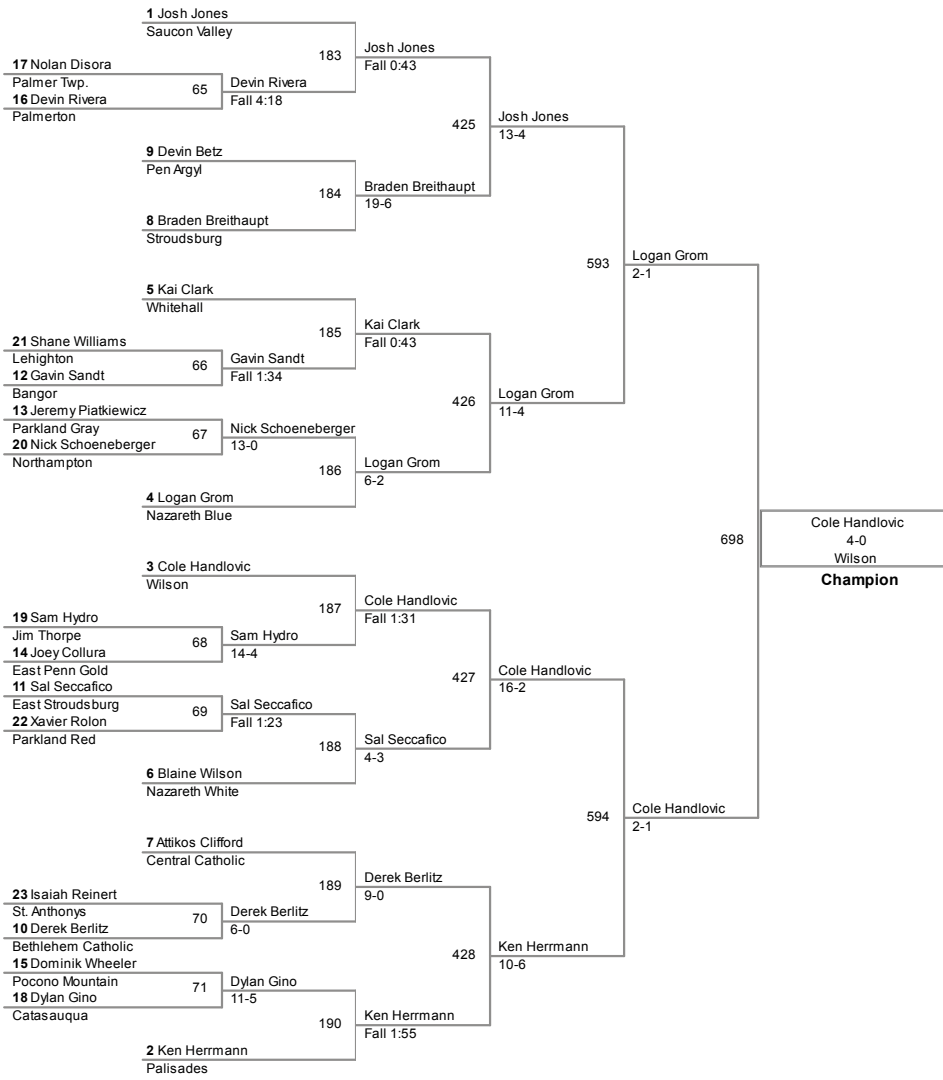 1 Josh Jones
Saucon Valley
183
Josh Jones
Fall 0:43
17 Nolan Disora
Palmer Twp.
65
Devin Rivera
Fall 4:18
16 Devin Rivera
Palmerton
425
Josh Jones
13-4
9 Devin Betz
Pen Argyl
184
Braden Breithaupt
19-6
8 Braden Breithaupt
Stroudsburg
593
Logan Grom
2-1
5 Kai Clark
Whitehall
185
Kai Clark
Fall 0:43
21 Shane Williams
Lehighton
66
Gavin Sandt
Fall 1:34
12 Gavin Sandt
Bangor
426
Logan Grom
11-4
13 Jeremy Piatkiewicz
Parkland Gray
67
Nick Schoeneberger
13-0
20 Nick Schoeneberger
Northampton
186
Logan Grom
6-2
4 Logan Grom
Nazareth Blue
698
Cole Handlovic
4-0
Wilson
Champion
3 Cole Handlovic
Wilson
187
Cole Handlovic
Fall 1:31
19 Sam Hydro
Jim Thorpe
68
Sam Hydro
14-4
14 Joey Collura
East Penn Gold
427
Cole Handlovic
16-2
11 Sal Seccafico
East Stroudsburg
69
Sal Seccafico
Fall 1:23
22 Xavier Rolon
Parkland Red
188
Sal Seccafico
4-3
6 Blaine Wilson
Nazareth White
594
Cole Handlovic
2-1
7 Attikos Clifford
Central Catholic
189
Derek Berlitz
9-0
23 Isaiah Reinert
St. Anthonys
70
Derek Berlitz
6-0
10 Derek Berlitz
Bethlehem Catholic
428
Ken Herrmann
10-6
15 Dominik Wheeler
Pocono Mountain
71
Dylan Gino
11-5
18 Dylan Gino
Catasauqua
190
Ken Herrmann
Fall 1:55
2 Ken Herrmann
Palisades